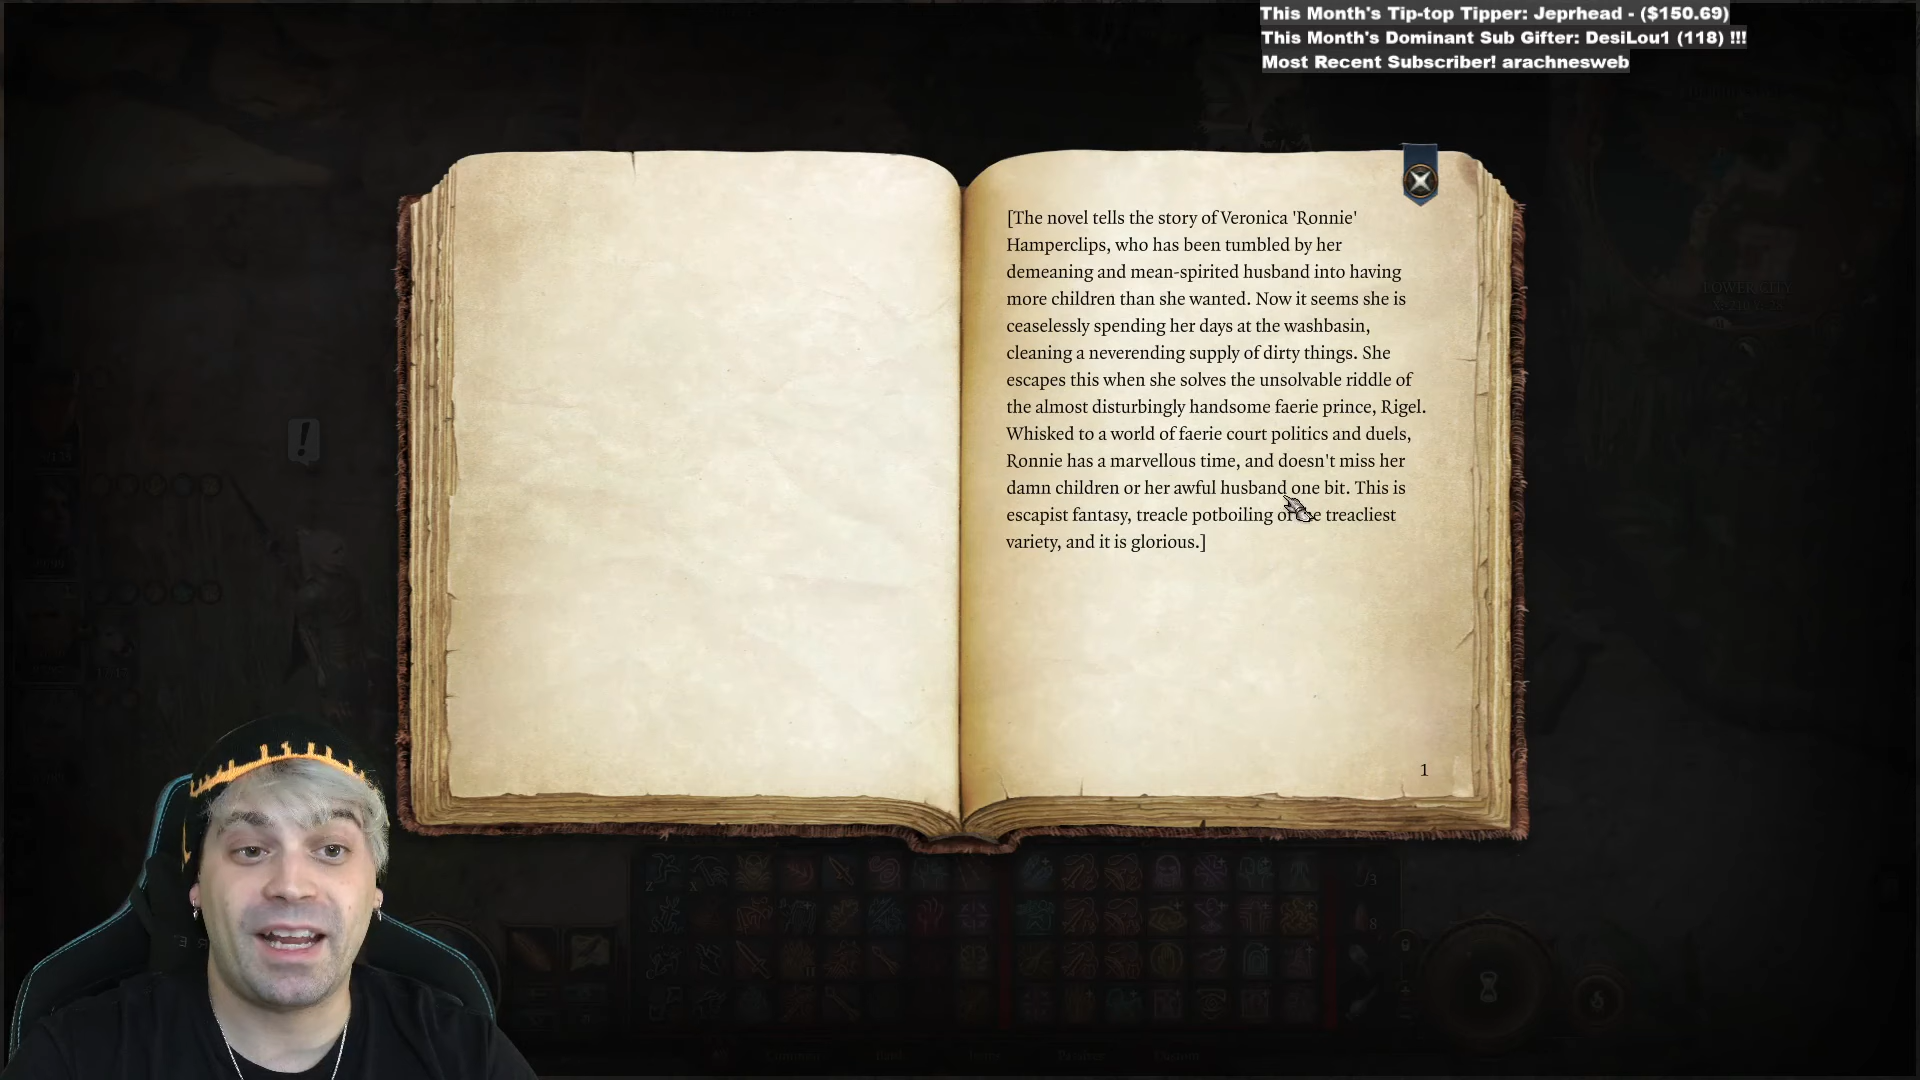 This Month's Tip-top Tipper: Jeprhead - ($150.69)
This Month's Dominant Sub Gifter: DesiLou1 (118) !!!
Most Recent Subscriber! arachnesweb
[The novel tells the story of Veronica 'Ronnie'
Hamperclips, who has been tumbled by her
demeaning and mean-spirited husband into having
more children than she wanted. Now it seems she is
ceaselessly spending her days at the washbasin,
cleaning a neverending supply of dirty things. She
escapes this when she solves the unsolvable riddle of
the almost disturbingly handsome faerie prince, Rigel.
Whisked to a world of faerie court politics and duels,
Ronnie has a marvellous time, and doesn't miss her
damn children or her awful husband one bit. This is
escapist fantasy, treacle potboiling of the treacliest
variety, and it is glorious.]
1